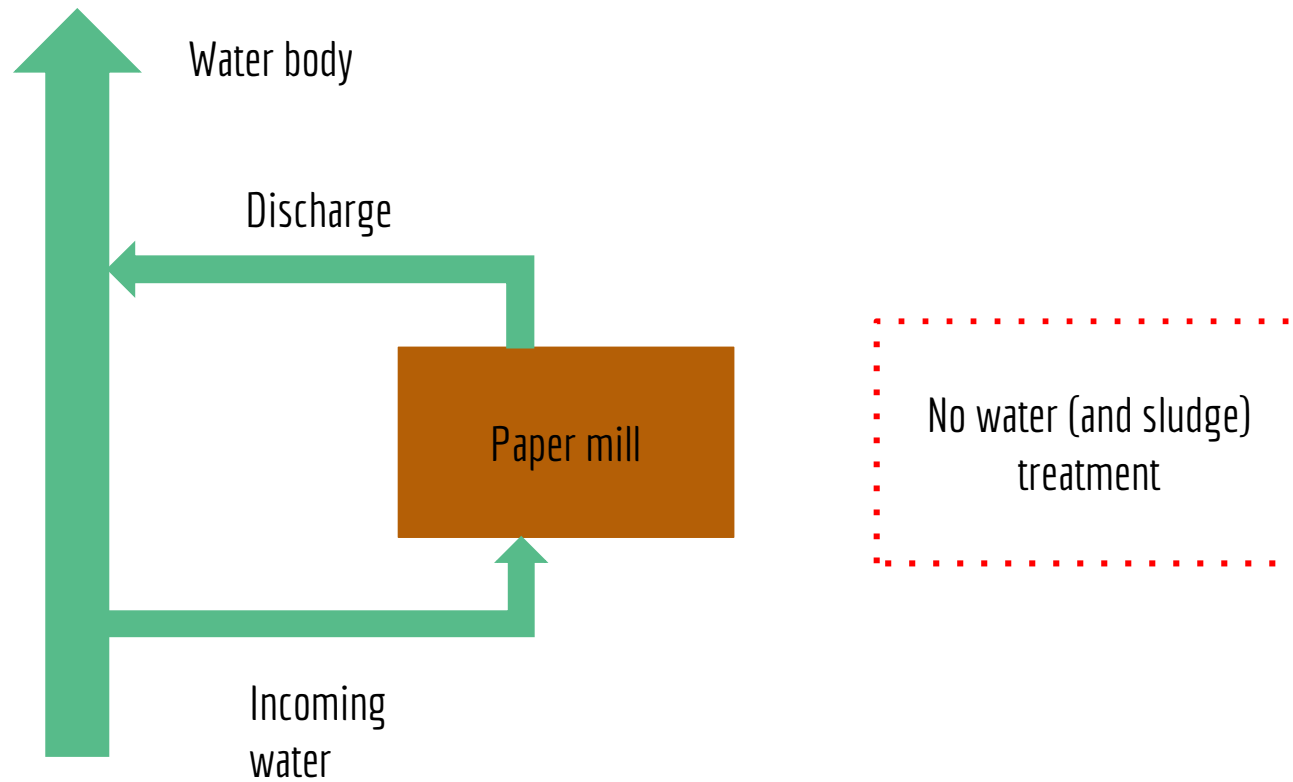 Water body
Discharge
Paper mill
No water (and sludge)
treatment
Incoming
water